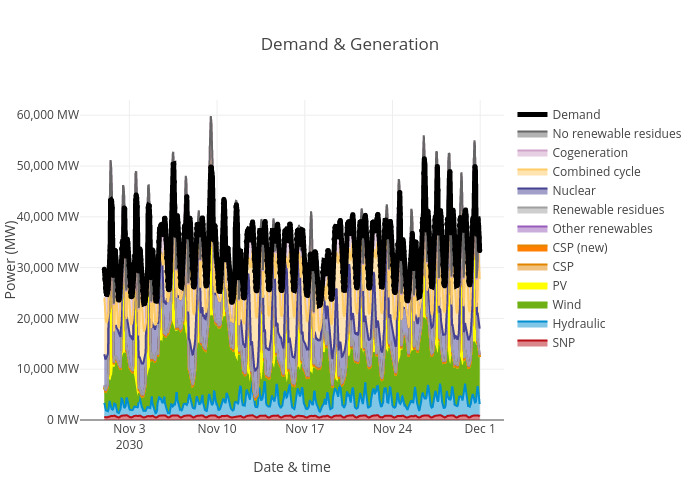 Demand & Generation
60,000 MW
50,000 MW
40,000 MW
30,000 MW
20,000 MW
10,000 MW
0 MW
Power (MW)
Nov 3
2030
Nov 10
Nov 17
Nov 24
Dec 1
Date & time
Demand
No renewable residues
Cogeneration
Combined cycle
Nuclear
Renewable residues
Other renewables
CSP (new)
CSP
PV
Wind
Hydraulic
SNP